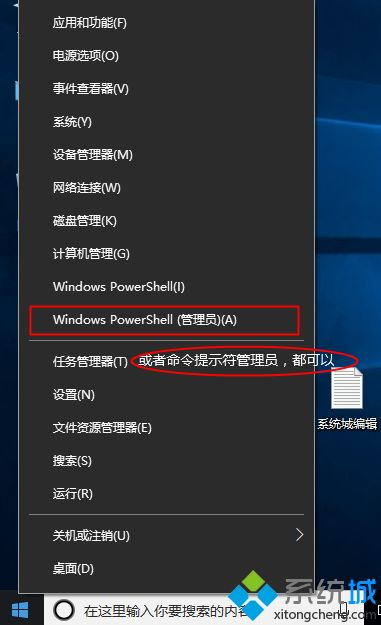 应用和功能(F)
电源选项(O)
事件查看器(V)
系统(Y)
设备管理器(M)
网络连接(W)
磁盘管理(K)
计算机管理(G)
Windows PowerShell(I)
Windows PowerShell (管理员)(A)
任务管理器(T) 或者命令提示符管理员，都可以
设置(N)
系统域编辑
文件资源管理器(E)
搜索(S)
运行(R)
关机或注销(U)
桌面(D)
系统城
在这里输入你要搜索的内容
xitongcheng.com